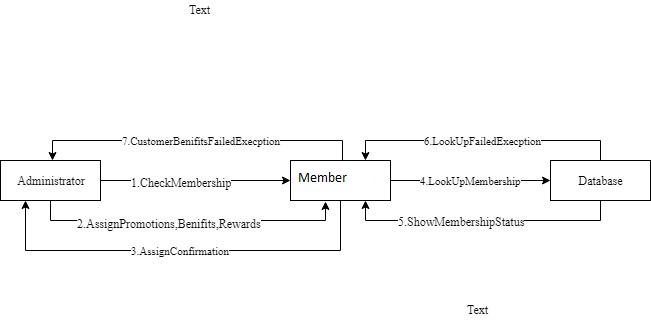 Text
7.CustomerBenifitsFailedExecption
6.LookUpFailedExecption
Administrator
1.CheckMembership
Member
4.LookUpMembership
Database
2.AssignPromotions,Benifits,Rewards
5.ShowMembershipStatus
3.AssignConfirmation
Text